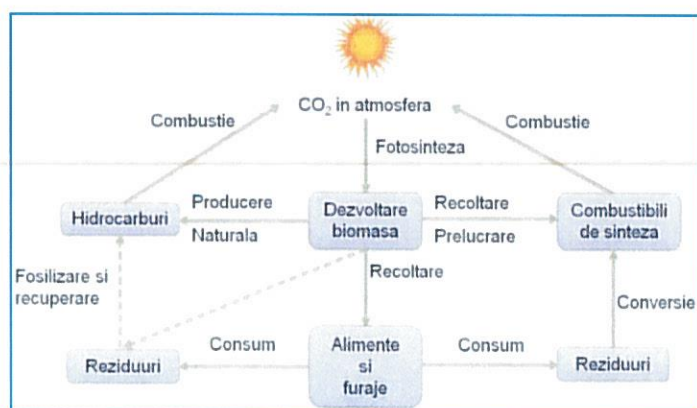 CO₂ in atmosfera
Combustie
Combustie
Fotosinteza
Hidrocarburi
Producere
Naturala
Dezvoltare
biomasa
Recoltare
Prelucrare
Combustibili
de sinteza
Fosilizare si
recuperare
Recoltare
Conversie
Reziduuri
Consum
Alimente
si
furaje
Consum
Reziduuri